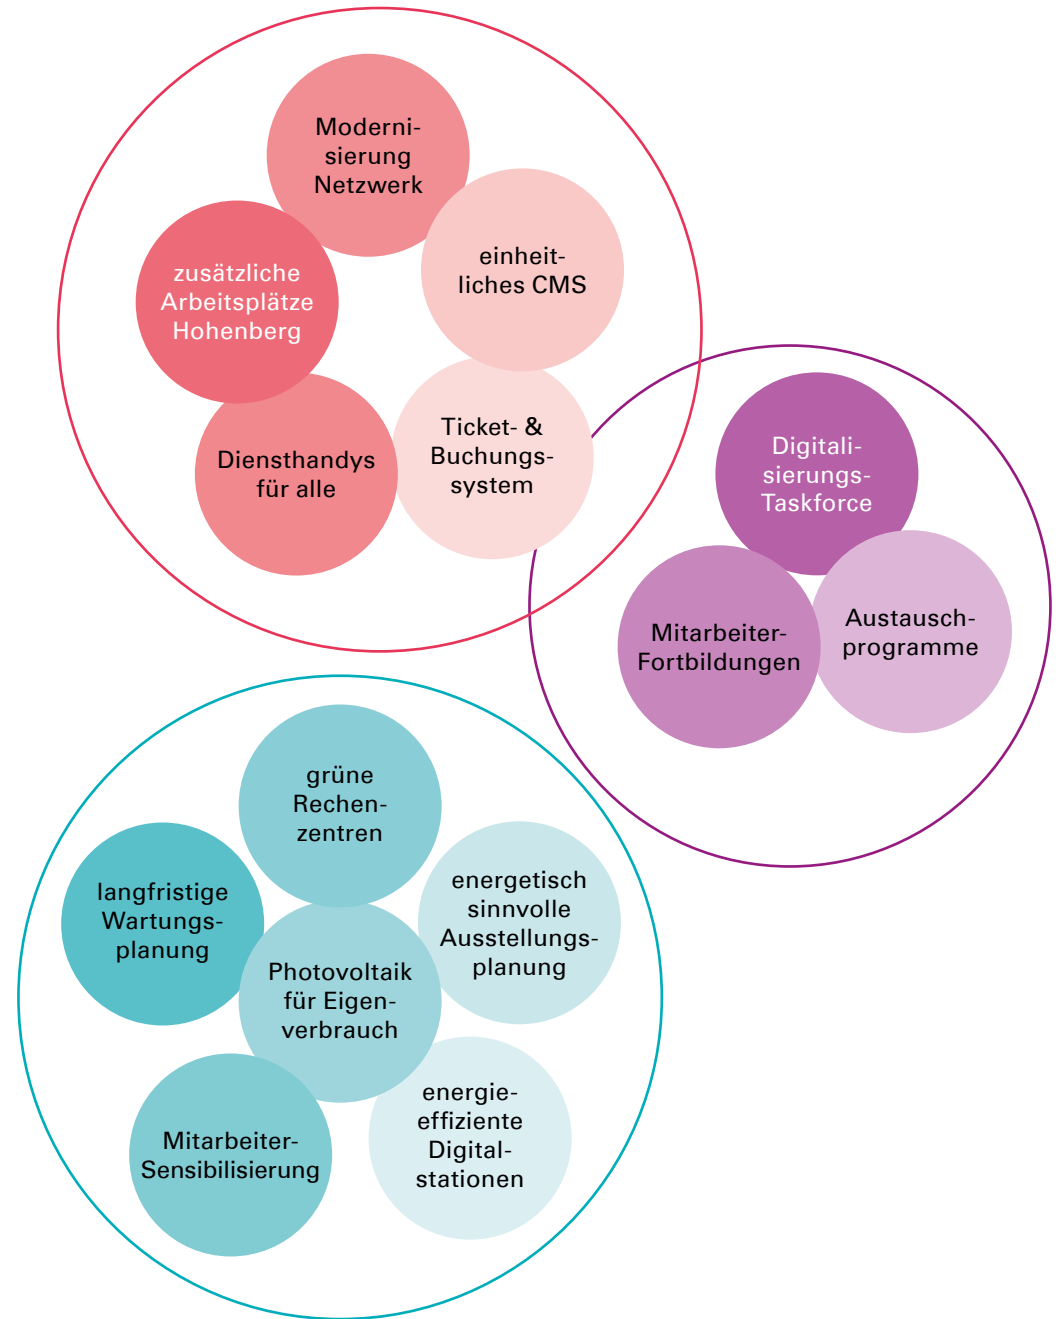 Moderni-
sierung
Netzwerk
einheit-
liches CMS
zusätzliche
Arbeitsplätze
Hohenberg
Ticket- &
Buchungs-
system
Diensthandys
für alle
Digitali-
sierungs-
Taskforce
Mitarbeiter-
Fortbildungen
Austausch-
programme
grüne
Rechen-
zentren
langfristige
Wartungs-
planung
energetisch
sinnvolle
Ausstellungs-
planung
Photovoltaik
für Eigen-
verbrauch
Mitarbeiter-
Sensibilisierung
energie-
effiziente
Digital-
stationen